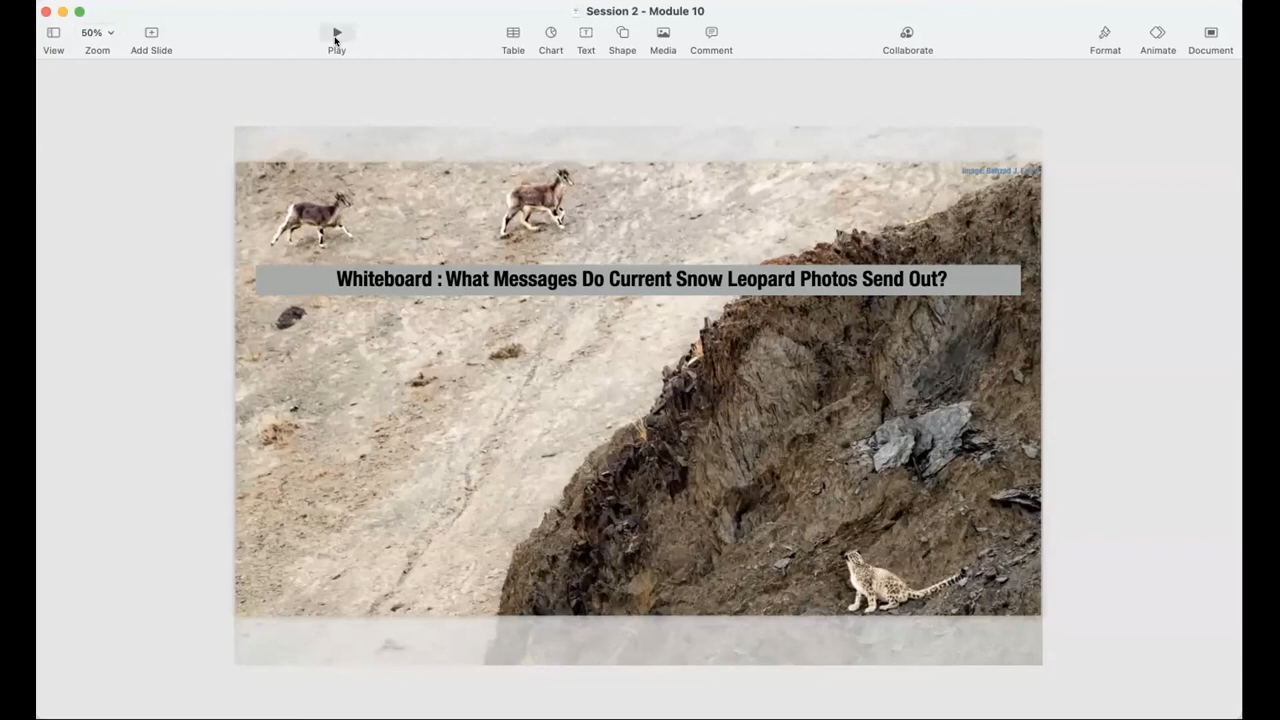 Session 2 - Module 10
50%
View
Zoom
Add Slide
Play
Table
Chart
Text
Shape
Media
Comment
Collaborate
Format
Animate
Document
Image: J.
Whiteboard : What Messages Do Current Snow Leopard Photos Send Out?